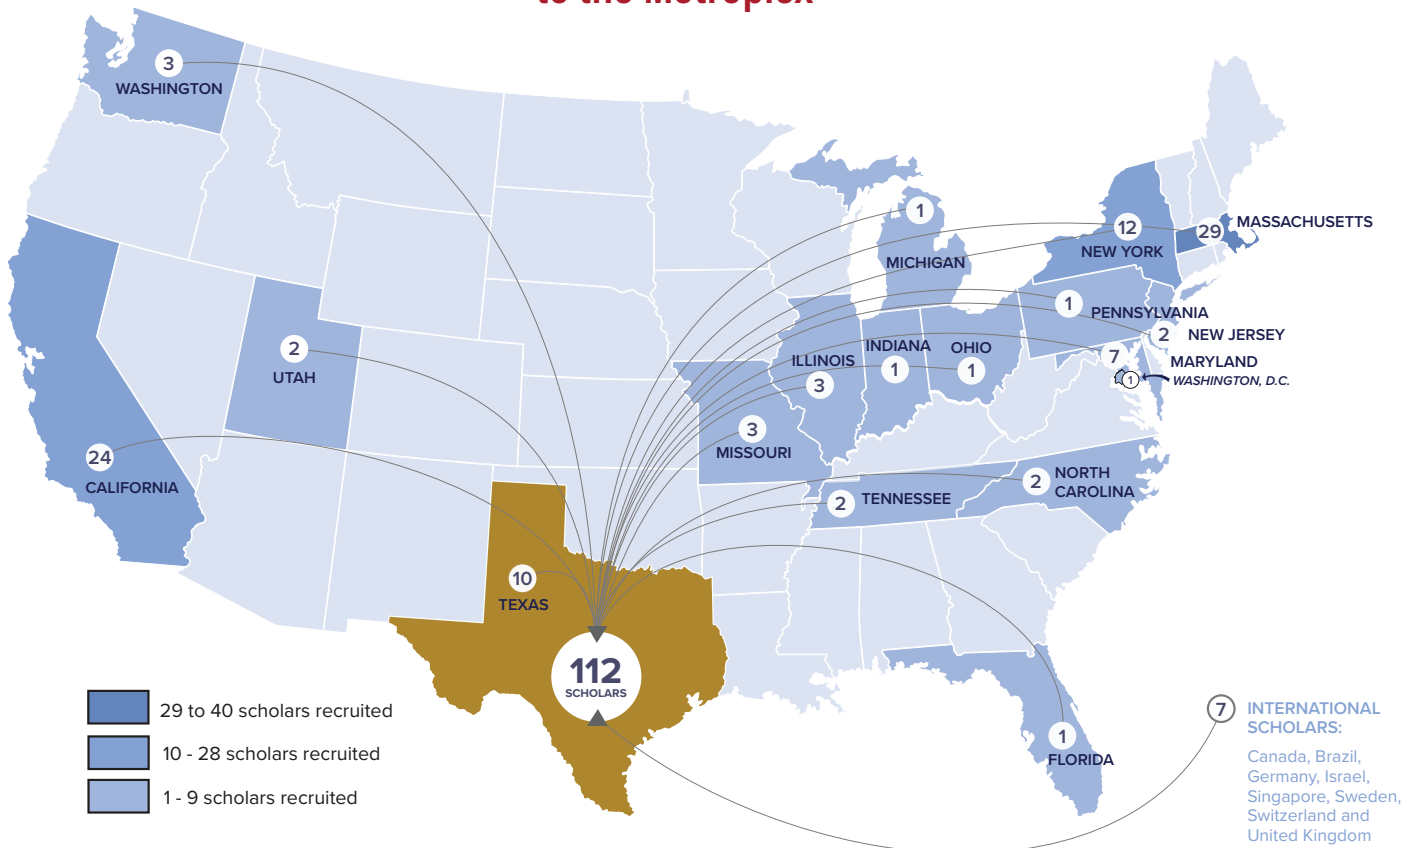 to the Metroplex
3
WASHINGTON
1
MICHIGAN
12
NEW YORK
29
MASSACHUSETTS
1
PENNSYLVANIA
2
NEW JERSEY
7
MARYLAND
1
WASHINGTON, D.C.
2
UTAH
ILLINOIS
3
INDIANA
1
OHIO
1
24
CALIFORNIA
3
MISSOURI
2
TENNESSEE
2
NORTH
CAROLINA
10
TEXAS
112
SCHOLARS
1
FLORIDA
29 to 40 scholars recruited
10 - 28 scholars recruited
1 - 9 scholars recruited
7
INTERNATIONAL
SCHOLARS:
Canada, Brazil,
Germany, Israel,
Singapore, Sweden,
Switzerland and
United Kingdom